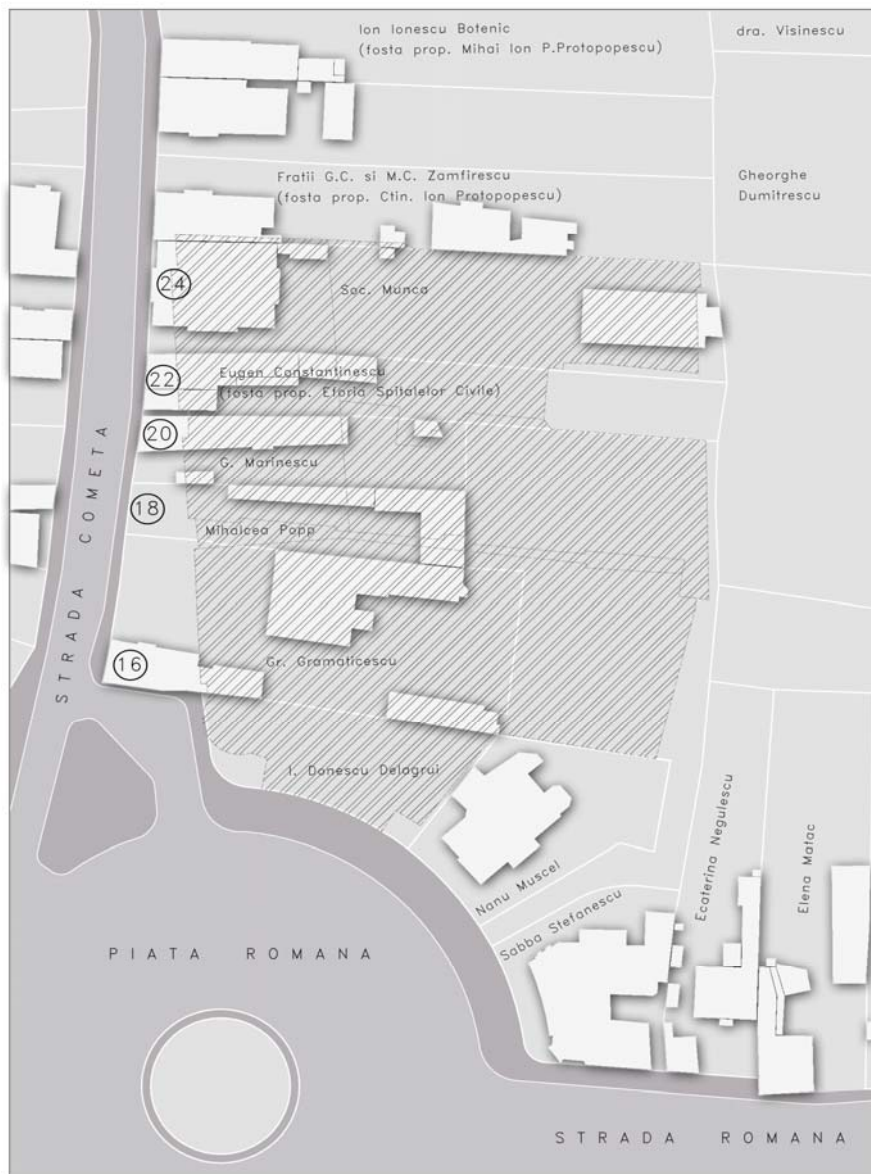 Ion Ionescu Botenic
(fosta prop. Mihai Ion P.Protopopescu)
dra. Visinescu
Fratii G.C. si M.C. Zamfirescu
(fosta prop. Ctin. Ion Protopopescu)
Gheorghe
Dumitrescu
24
Soc. Munca
22
Eugen Constantinescu
(fosta prop. Eforia Spitalelor Civile)
20
G. Marinescu
18
Mihalcea Popp
STRADA COMETA
16
Gr. Gramaticescu
I. Donescu Delagrui
Nanu Muscel
Sabba Stefanescu
Ecaterina Negulescu
Elena Matac
PIATA ROMANA
STRADA ROMANA